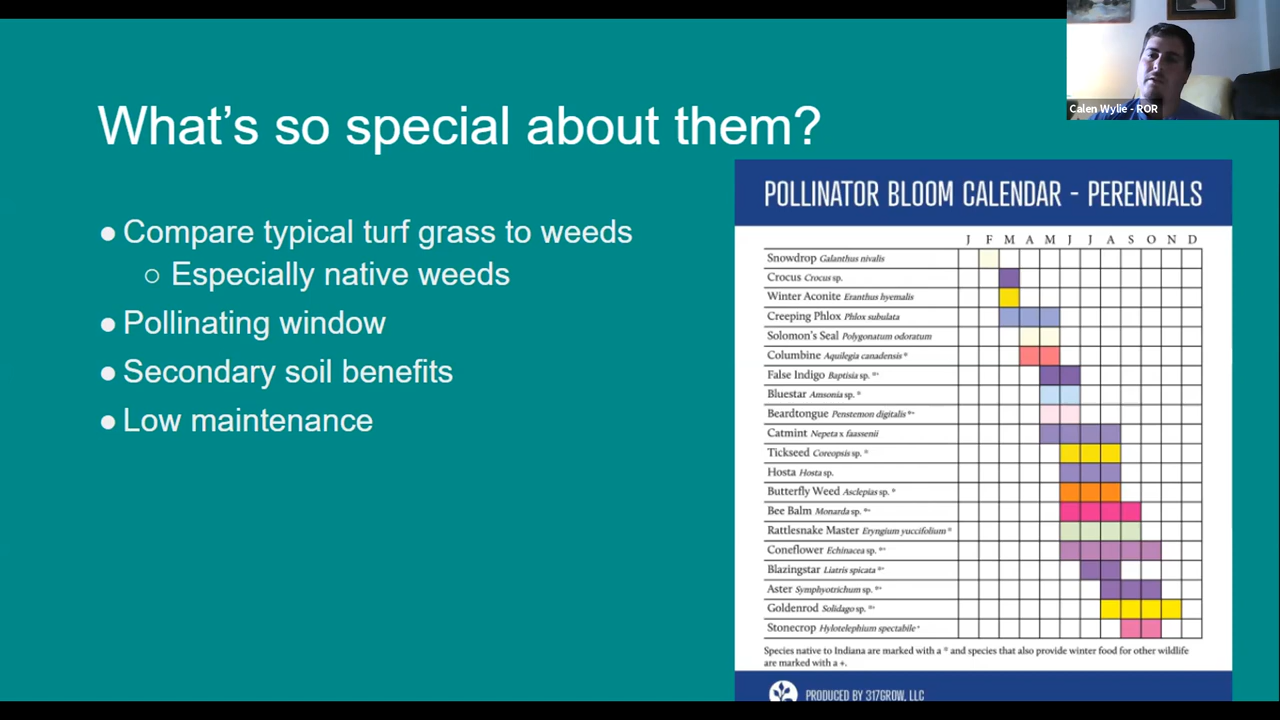 Calen Wylie - ROR
What's so special about them?
● Compare typical turf grass to weeds
○ Especially native weeds
● Pollinating window
● Secondary soil benefits
● Low maintenance
POLLINATOR BLOOM CALENDAR - PERENNIALS
J F M A M J J A S O N D
Snowdrop Galanthus nivalis
Crocus Crocus sp.
Winter Aconite Eranthus hyemalis
Creeping Phlox Phlox subulata
Solomon's Seal Polygonatum odoratum
Columbine Aquilegia canadensis *
False Indigo Baptisia sp. *+
Bluestar Amsonia sp. *
Beardtongue Penstemon digitalis *+
Catmint Nepeta x faassenii
Tickseed Coreopsis sp. *
Hosta Hosta sp.
Butterfly Weed Asclepias sp. *
Bee Balm Monarda sp. *+
Rattlesnake Master Eryngium yuccifolium *
Coneflower Echinacea sp. *+
Blazingstar Liatris spicata *+
Aster Symphyotrichum sp. *+
Goldenrod Solidago sp. *+
Stonecrop Hylotelephium spectabile +
Species native to Indiana are marked with a * and species that also provide winter food for other wildlife
are marked with a +.
PRODUCED BY 317GROW, LLC